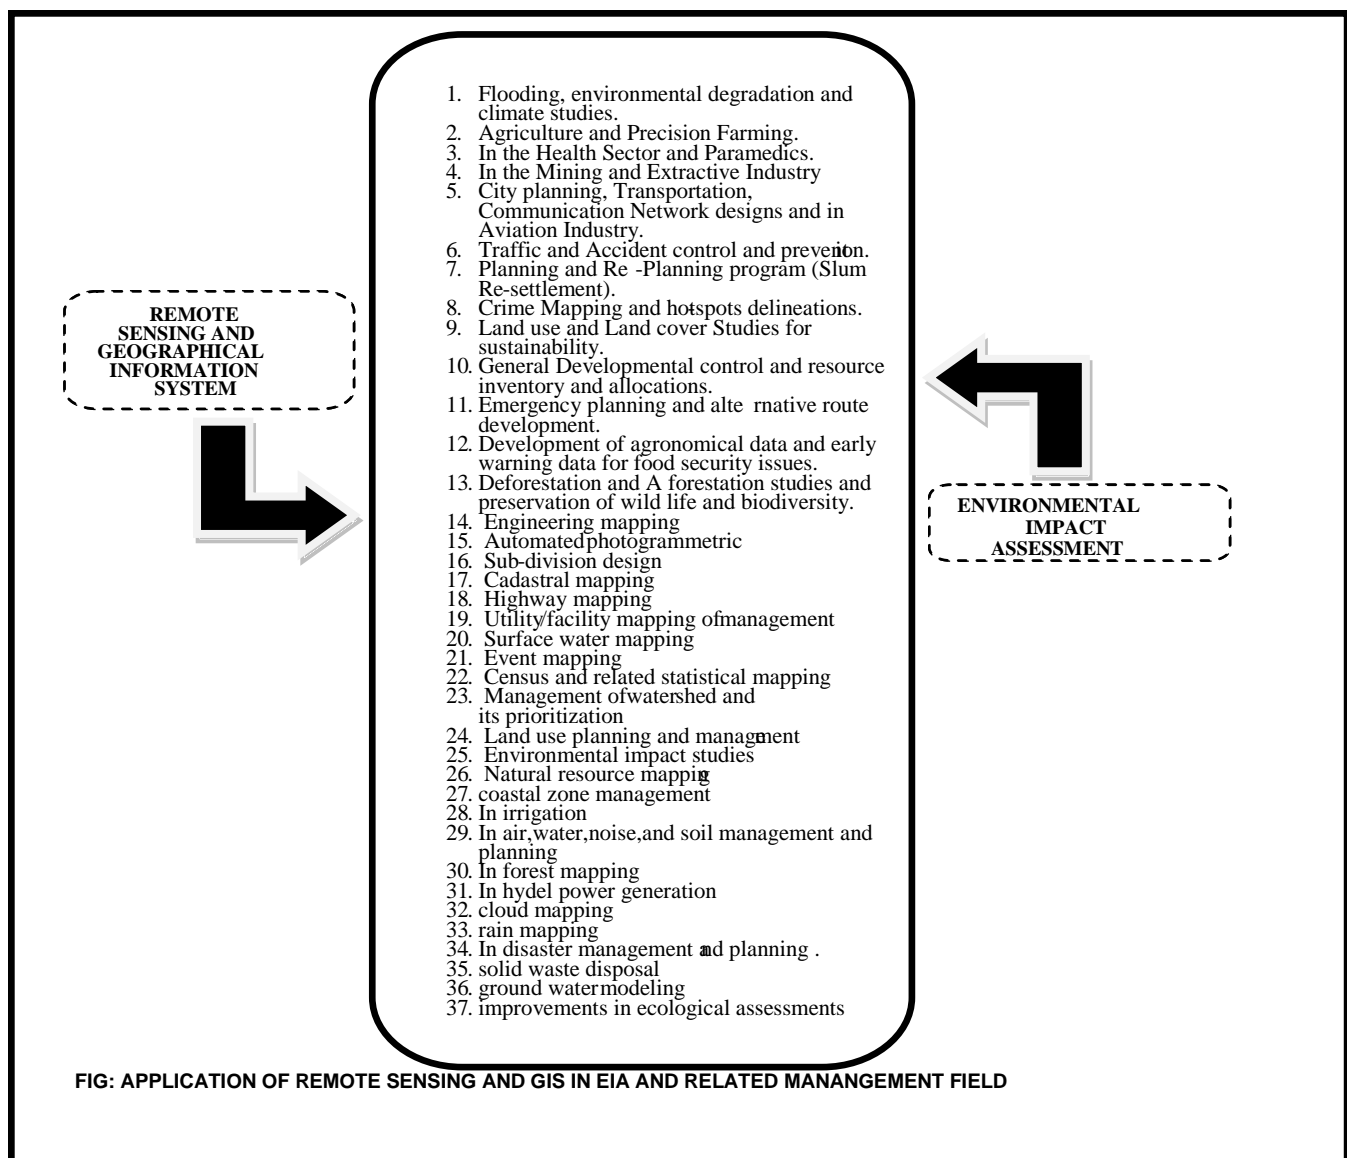 1. Flooding, environmental degradation and
climate studies.
2. Agriculture and Precision Farming.
3. In the Health Sector and Paramedics.
4. In the Mining and Extractive Industry
5. City planning, Transportation,
Communication Network designs and in
Aviation Industry.
6. Traffic and Accident control and prevention.
7. Planning and Re -Planning program (Slum
Re-settlement).
8. Crime Mapping and hotspots delineations.
9. Land use and Land cover Studies for
sustainability.
10. General Developmental control and resource
inventory and allocations.
11. Emergency planning and alte rnative route
development.
12. Development of agronomical data and early
warning data for food security issues.
13. Deforestation and A forestation studies and
preservation of wild life and biodiversity.
14. Engineering mapping
15. Automatedphotogrammetric
16. Sub-division design
17. Cadastral mapping
18. Highway mapping
19. Utility/facility mapping ofmanagement
20. Surface water mapping
21. Event mapping
22. Census and related statistical mapping
23. Management ofwatershed and
its prioritization
24. Land use planning and management
25. Environmental impact studies
26. Natural resource mapping
27. coastal zone management
28. In irrigation
29. In air,water,noise,and soil management and
planning
30. In forest mapping
31. In hydel power generation
32. cloud mapping
33. rain mapping
34. In disaster management and planning .
35. solid waste disposal
36. ground watermodeling
37. improvements in ecological assessments
REMOTE
SENSING AND
GEOGRAPHICAL
INFORMATION
SYSTEM
ENVIRONMENTAL
IMPACT
ASSESSMENT
FIG: APPLICATION OF REMOTE SENSING AND GIS IN EIA AND RELATED MANANGEMENT FIELD